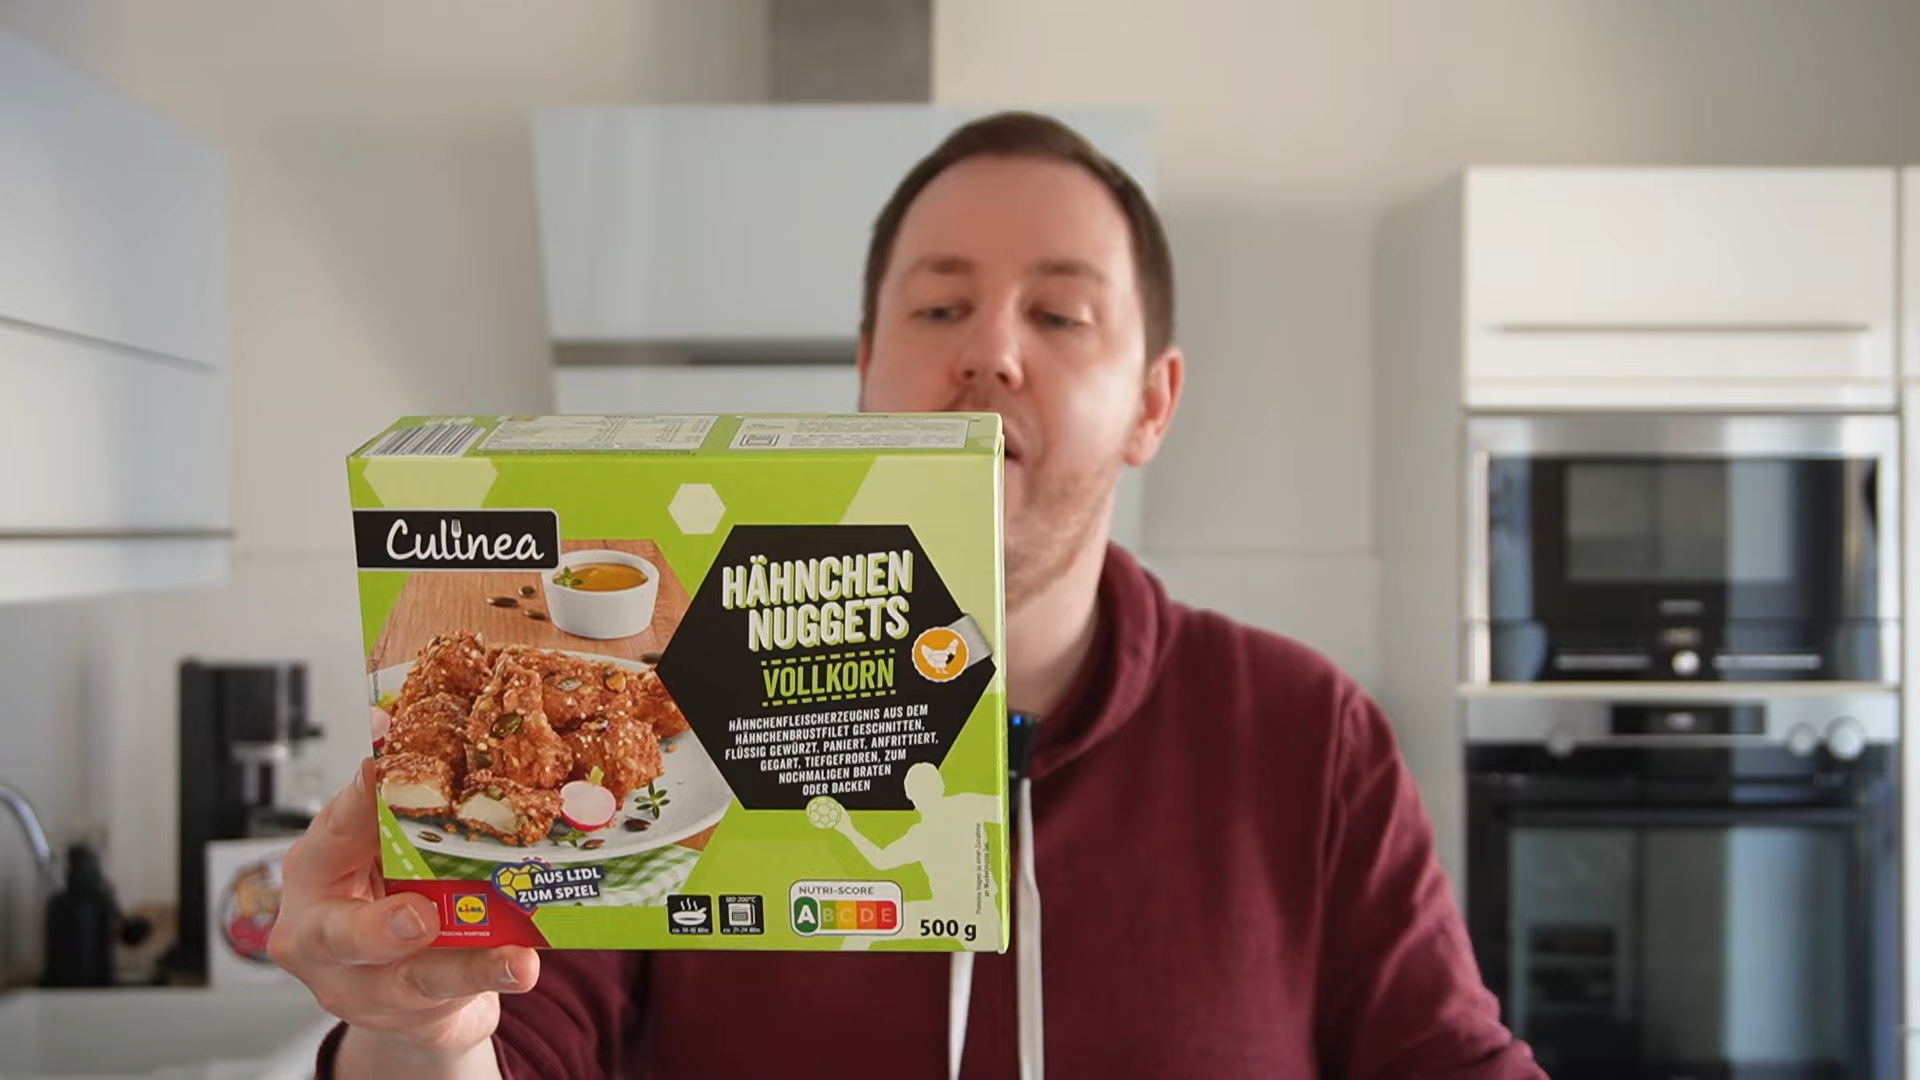 Culinea
HÄHNCHEN
NUGGETS
VOLLKORN
HÄHNCHENFLEISCHERZEUGNIS AUS DEM
HÄHNCHENBRUSTFILET GESCHNITTEN,
FLÜSSIG GEWÜRZT, PANIERT, ANFRITTIERT,
GEGART, TIEFGEFROREN, ZUM
NOCHMALIGEN BRATEN
ODER BACKEN
AUS LIDL
ZUM SPIEL
NUTRI-SCORE
A B C D E
500 g